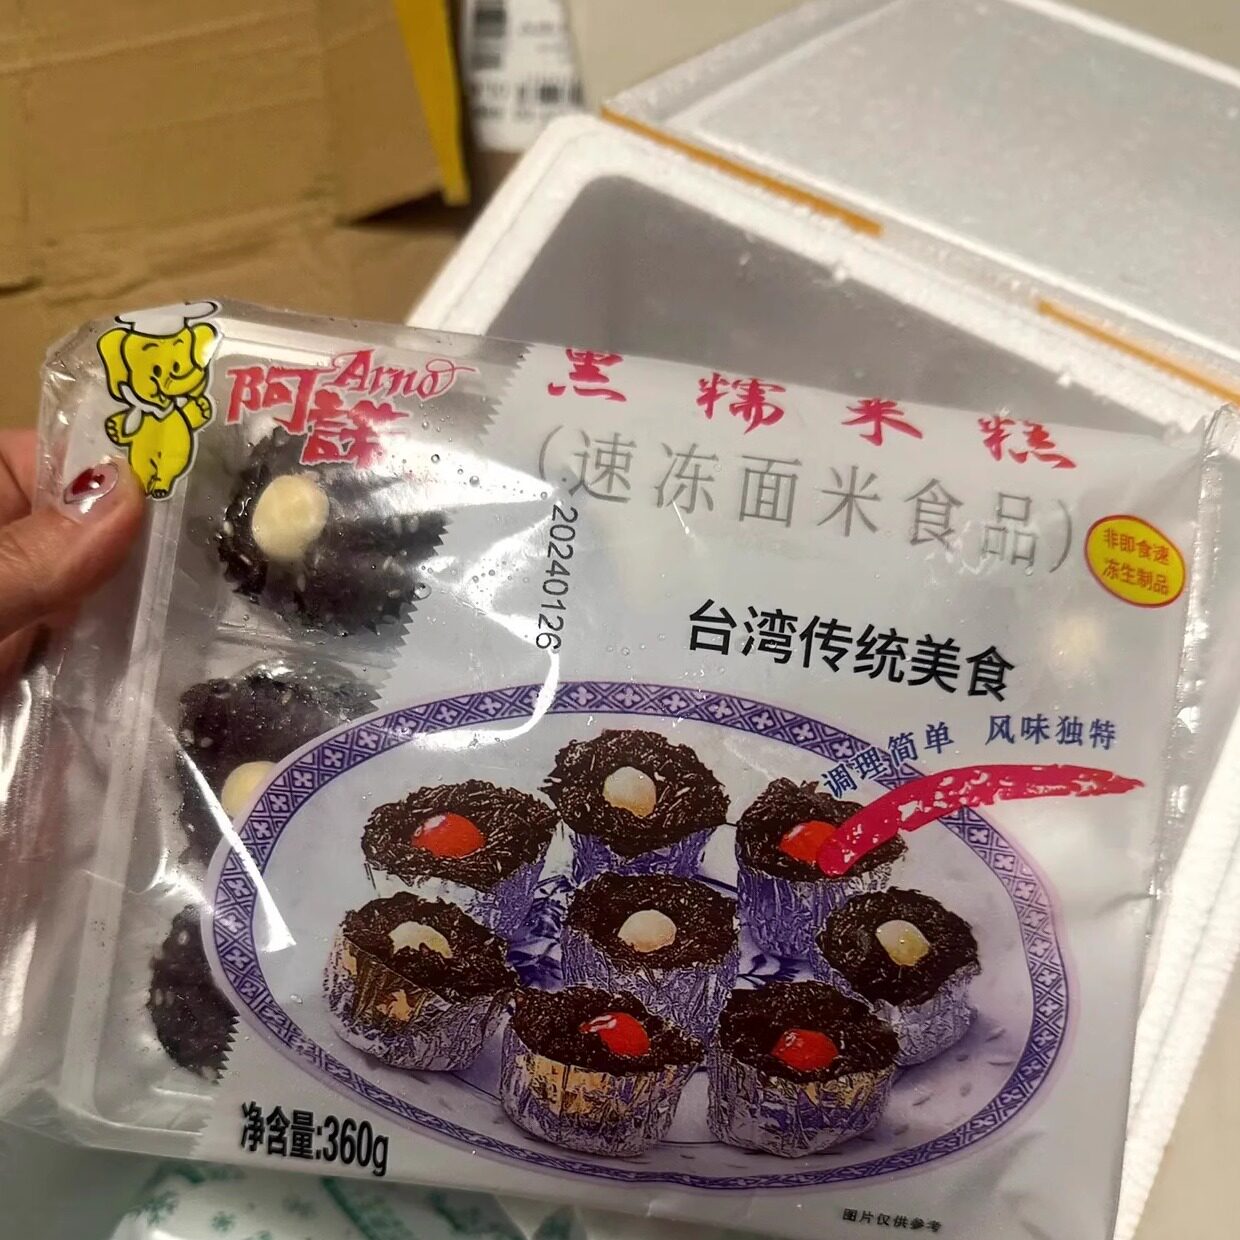 Arno
阿諾
黑糯米糕
（速冻面米食品）
非即食速
冻生制品
20240126
台湾传统美食
调理简单 风味独特
净含量:360g
图片仅供参考